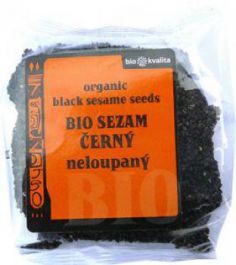 bio kvalita
organic
black sesame seeds
BIO SEZAM
ČERNÝ
neloupaný
BIO